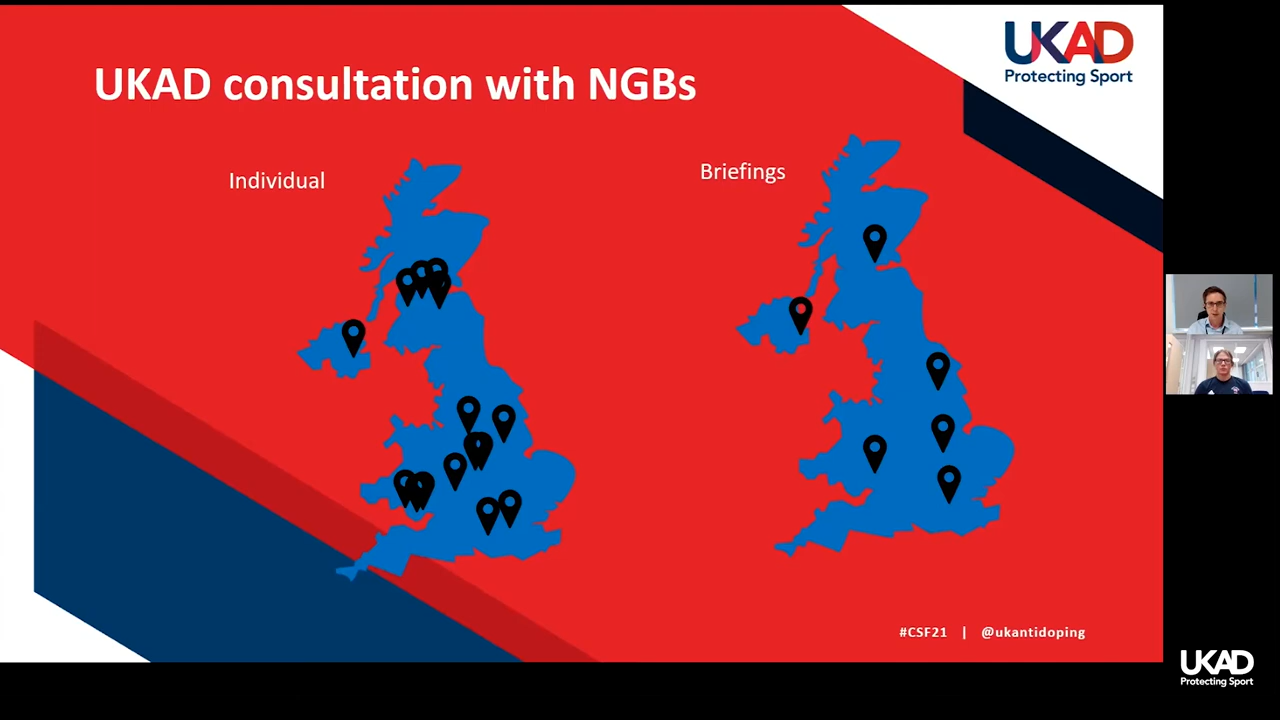 UKAD
Protecting Sport
UKAD consultation with NGBs
Individual
Briefings
#CSF21 | @ukantidoping
UKAD
Protecting Sport